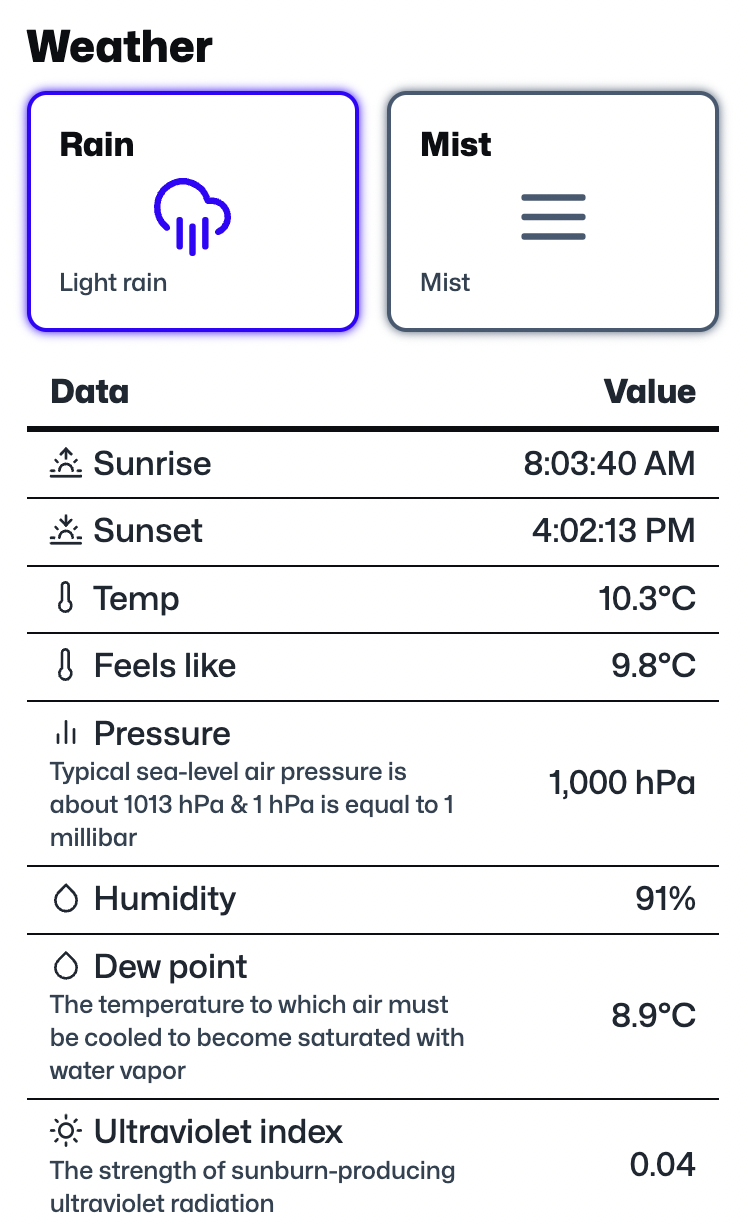 Weather
Rain
Light rain
Mist
Mist
Data Value
Sunrise 8:03:40 AM
Sunset 4:02:13 PM
Temp 10.3°C
Feels like 9.8°C
Pressure
Typical sea-level air pressure is
about 1013 hPa & 1 hPa is equal to 1
millibar
1,000 hPa
Humidity 91%
Dew point
The temperature to which air must
be cooled to become saturated with
water vapor
8.9°C
Ultraviolet index
The strength of sunburn-producing
ultraviolet radiation
0.04